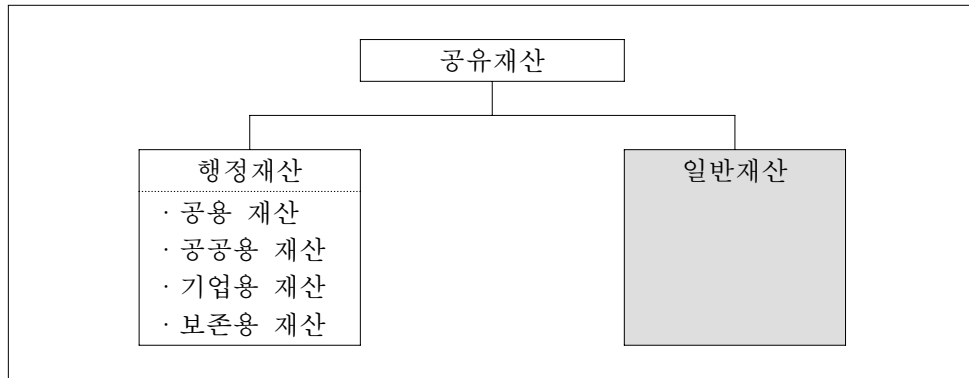 공유재산
행정재산
· 공용 재산
· 공공용 재산
· 기업용 재산
· 보존용 재산
일반재산